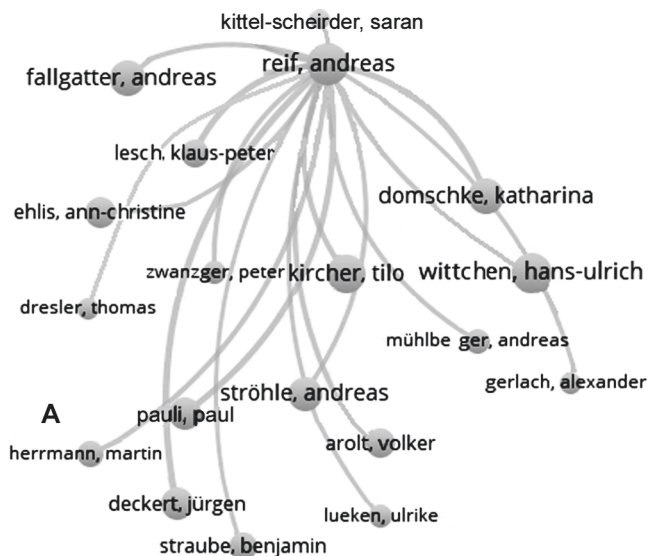 kittel-scheirder, saran
reif, andreas
fallgatter, andreas
lesch, klaus-peter
domschke, katharina
ehlis, ann-christine
zwanzger, peter
kircher, tilo
wittchen, hans-ulrich
dresler, thomas
mühlbe ger, andreas
gerlach, alexander
ströhle, andreas
A
pauli, paul
herrmann, martin
arolt, volker
deckert, jürgen
lueken, ulrike
straube, benjamin